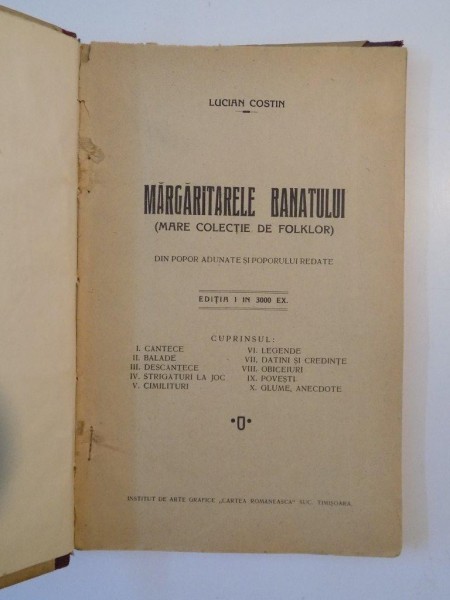 LUCIAN COSTIN
MĂRGĂRITARELE BANATULUI
(MARE COLECȚIE DE FOLKLOR)
DIN POPOR ADUNATE ȘI POPORULUI REDATE
EDIȚIA I IN 3000 EX.
CUPRINSUL:
I. CANTECE
II. BALADE
III. DESCANTECE
IV. STRIGATURI LA JOC
V. CIMILITURI
VI. LEGENDE
VII. DATINI ȘI CREDINȚE
VIII. OBICEIURI
IX. POVEȘTI
X. GLUME, ANECDOTE
INSTITUT DE ARTE GRAFICE „CARTEA ROMANEASCA" SUC. TIMIȘOARA.